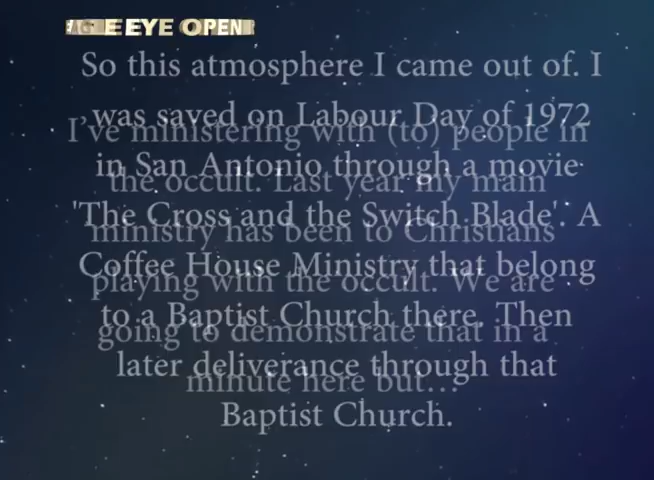 EAGLE EYE OPEN
So this atmosphere I came out of. I
was saved on Labour Day of 1972
in San Antonio through a movie
'The Cross and the Switch Blade'. A
Coffee House Ministry that belong
to a Baptist Church there. Then
later deliverance through that
Baptist Church.
I've ministering with (to) people in
the occult. Last year my main
ministry has been to Christians
playing with the occult. We are
going to demonstrate that in a
minute here but...